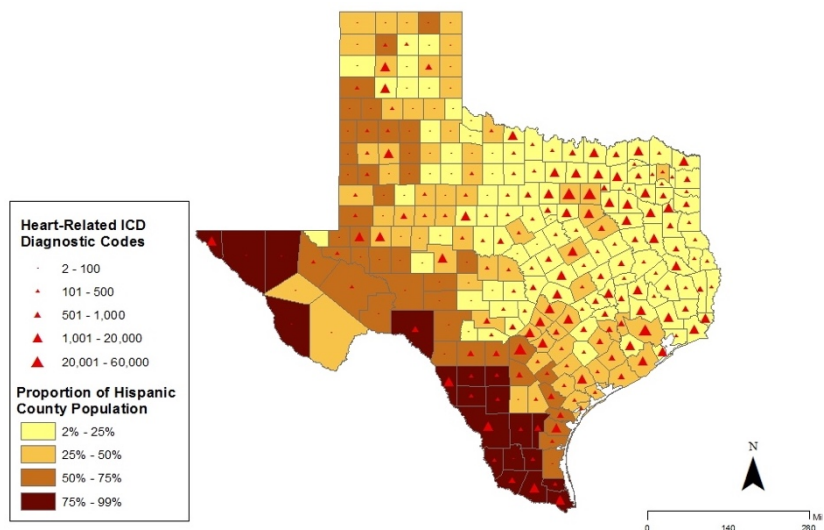 Heart-Related ICD
Diagnostic Codes
2 - 100
101 - 500
501 - 1,000
1,001 - 20,000
20,001 - 60,000
Proportion of Hispanic
County Population
2% - 25%
25% - 50%
50% - 75%
75% - 99%
N
0 140 280 Mi